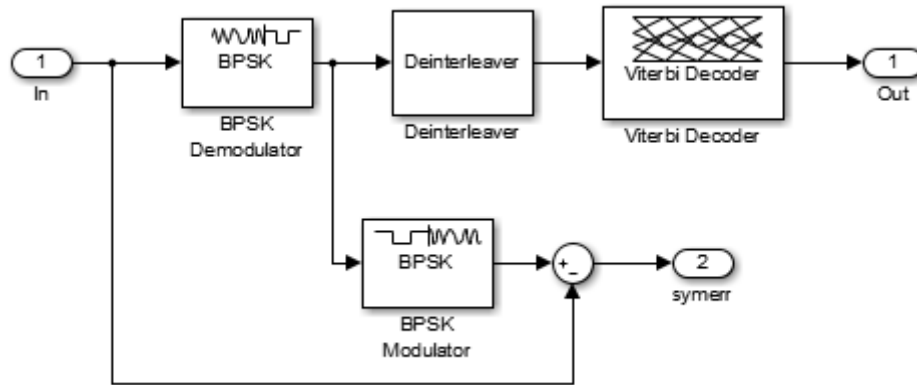 1
In
BPSK
BPSK
Demodulator
Deinterleaver
Deinterleaver
Viterbi Decoder
Viterbi Decoder
1
Out
BPSK
BPSK
Modulator
+
−
2
symerr